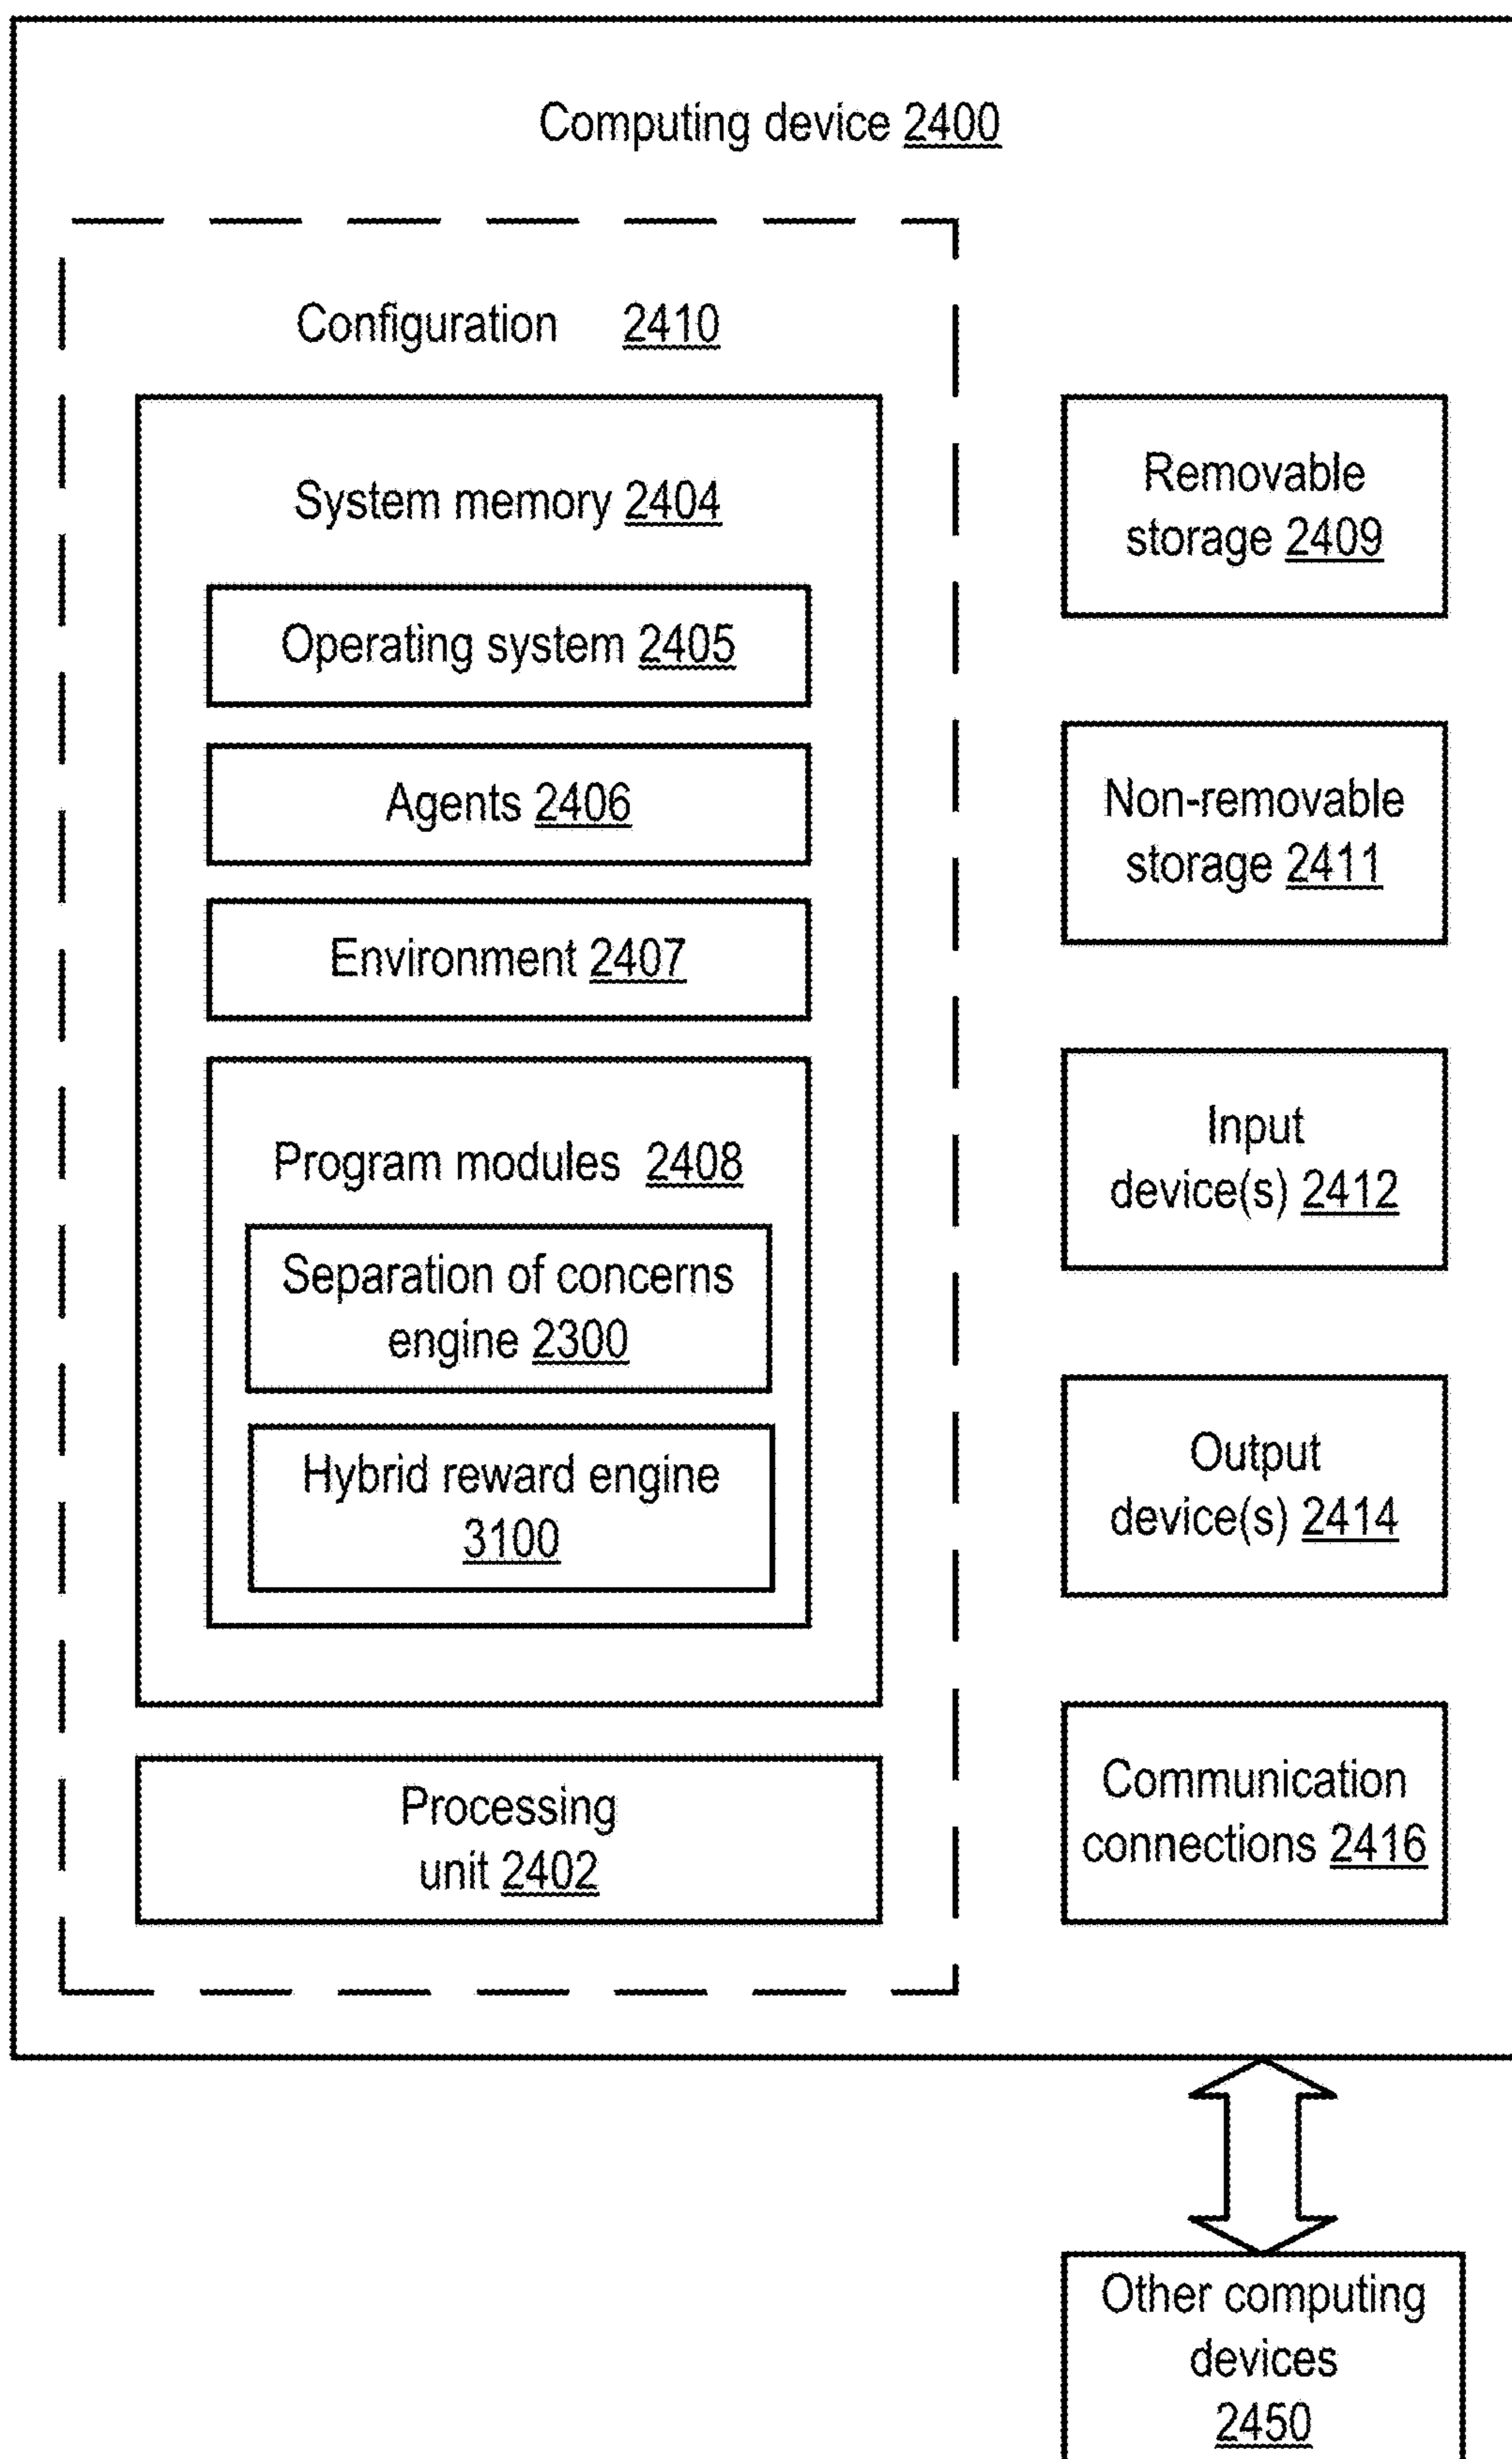 Computing device 2400
Configuration 2410
System memory 2404
Operating system 2405
Agents 2406
Environment 2407
Program modules 2408
Separation of concerns
engine 2300
Hybrid reward engine
3100
Processing
unit 2402
Removable
storage 2409
Non-removable
storage 2411
Input
device(s) 2412
Output
device(s) 2414
Communication
connections 2416
Other computing
devices
2450